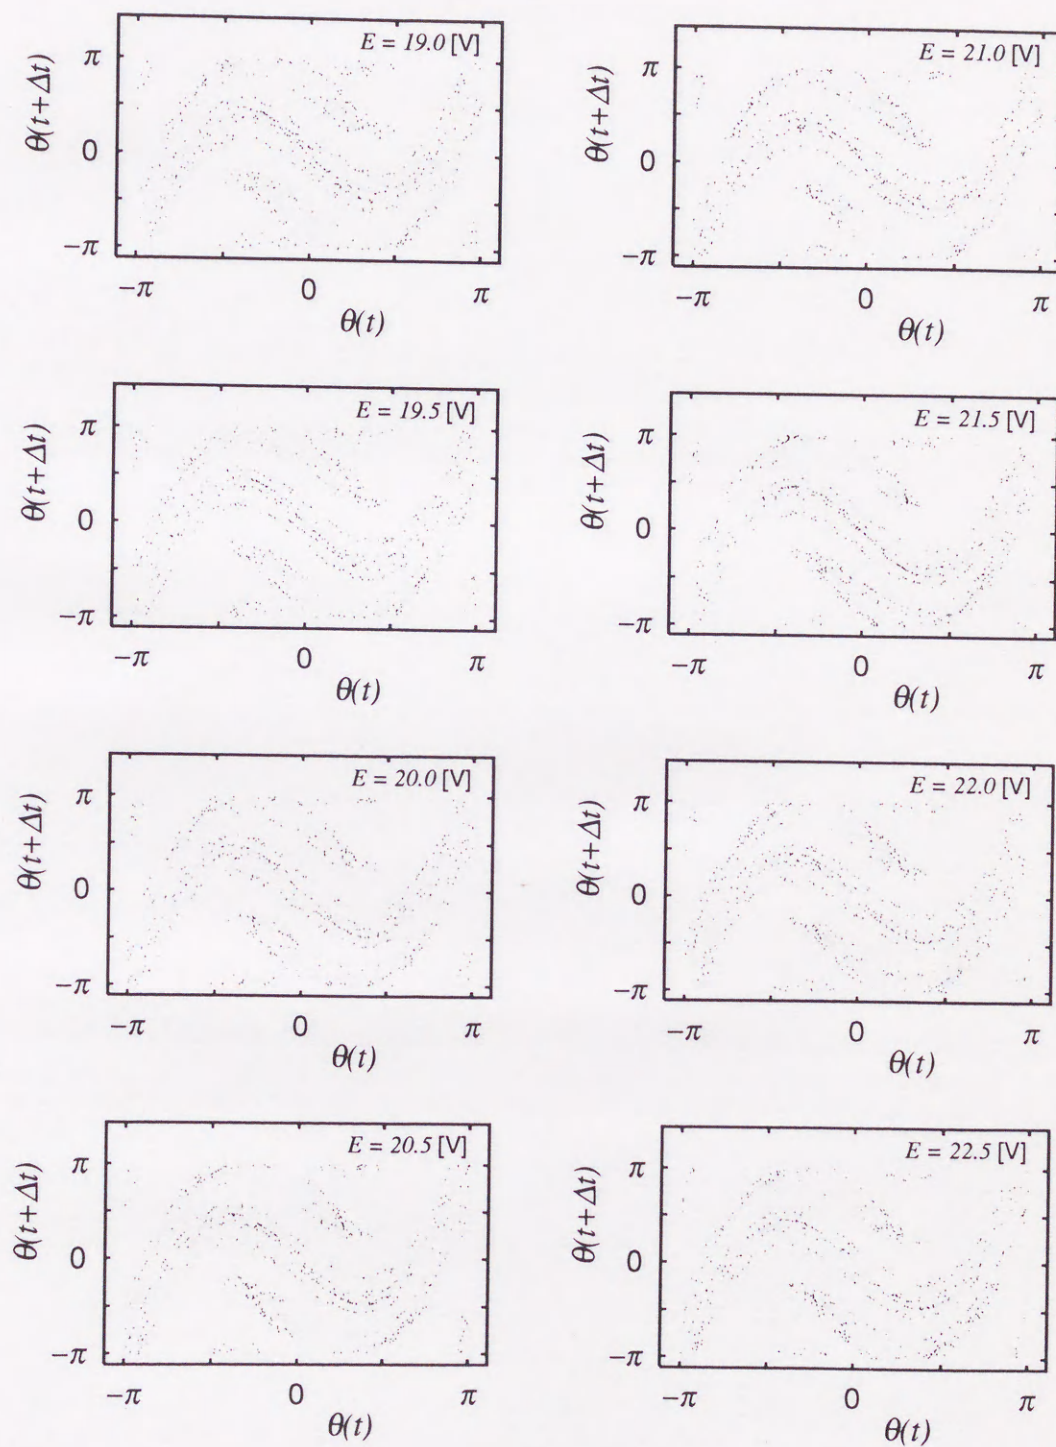 E = 19.0 [V]
θ(t+Δt)
π
0
−π
−π 0 π
θ(t)
E = 21.0 [V]
θ(t+Δt)
π
0
−π
−π 0 π
θ(t)
E = 19.5 [V]
θ(t+Δt)
π
0
−π
−π 0 π
θ(t)
E = 21.5 [V]
θ(t+Δt)
π
0
−π
−π 0 π
θ(t)
E = 20.0 [V]
θ(t+Δt)
π
0
−π
−π 0 π
θ(t)
E = 22.0 [V]
θ(t+Δt)
π
0
−π
−π 0 π
θ(t)
E = 20.5 [V]
θ(t+Δt)
π
0
−π
−π 0 π
θ(t)
E = 22.5 [V]
θ(t+Δt)
π
0
−π
−π 0 π
θ(t)